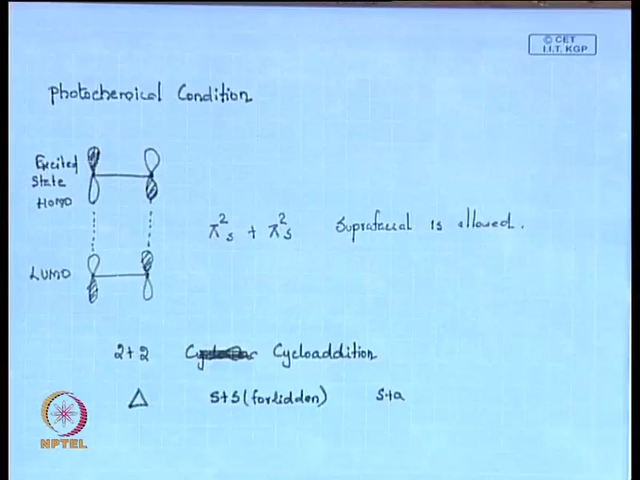 © CET
I.I.T. KGP
Photochemical Condition
Excited
State
HOMO
π²s + π²s Suprafacial is allowed.
LUMO
2+2 Cycloaddition
Δ s+s (forbidden) s+a
NPTEL